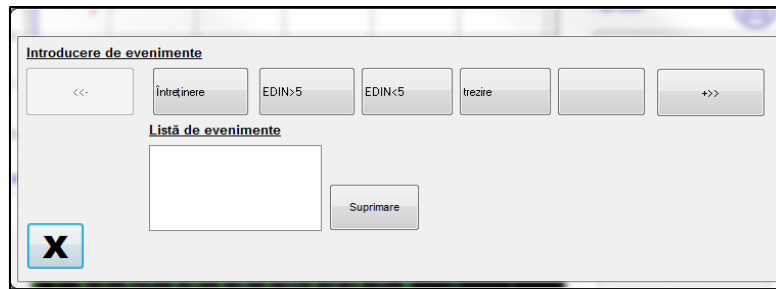 Introducere de evenimente
<<- Întreținere EDIN>5 EDIN<5 trezire +>>
Listă de evenimente
Suprimare
X